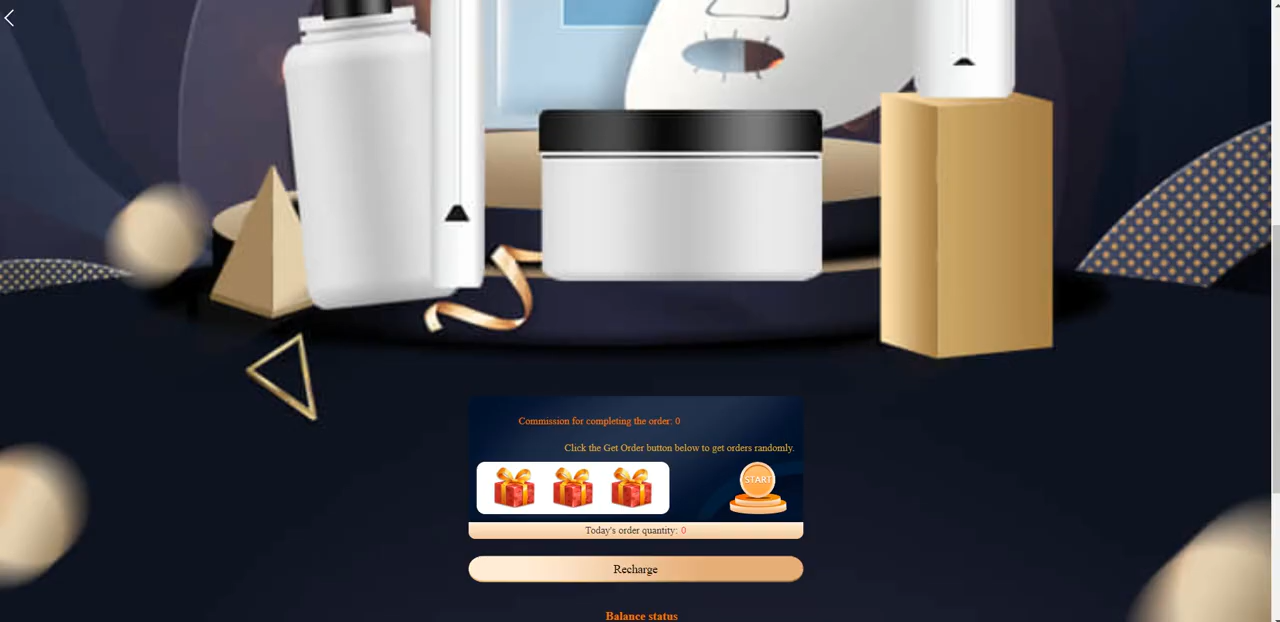 Commission for completing the order: 0
Click the Get Order button below to get orders randomly.
START
Today's order quantity: 0
Recharge
Balance status